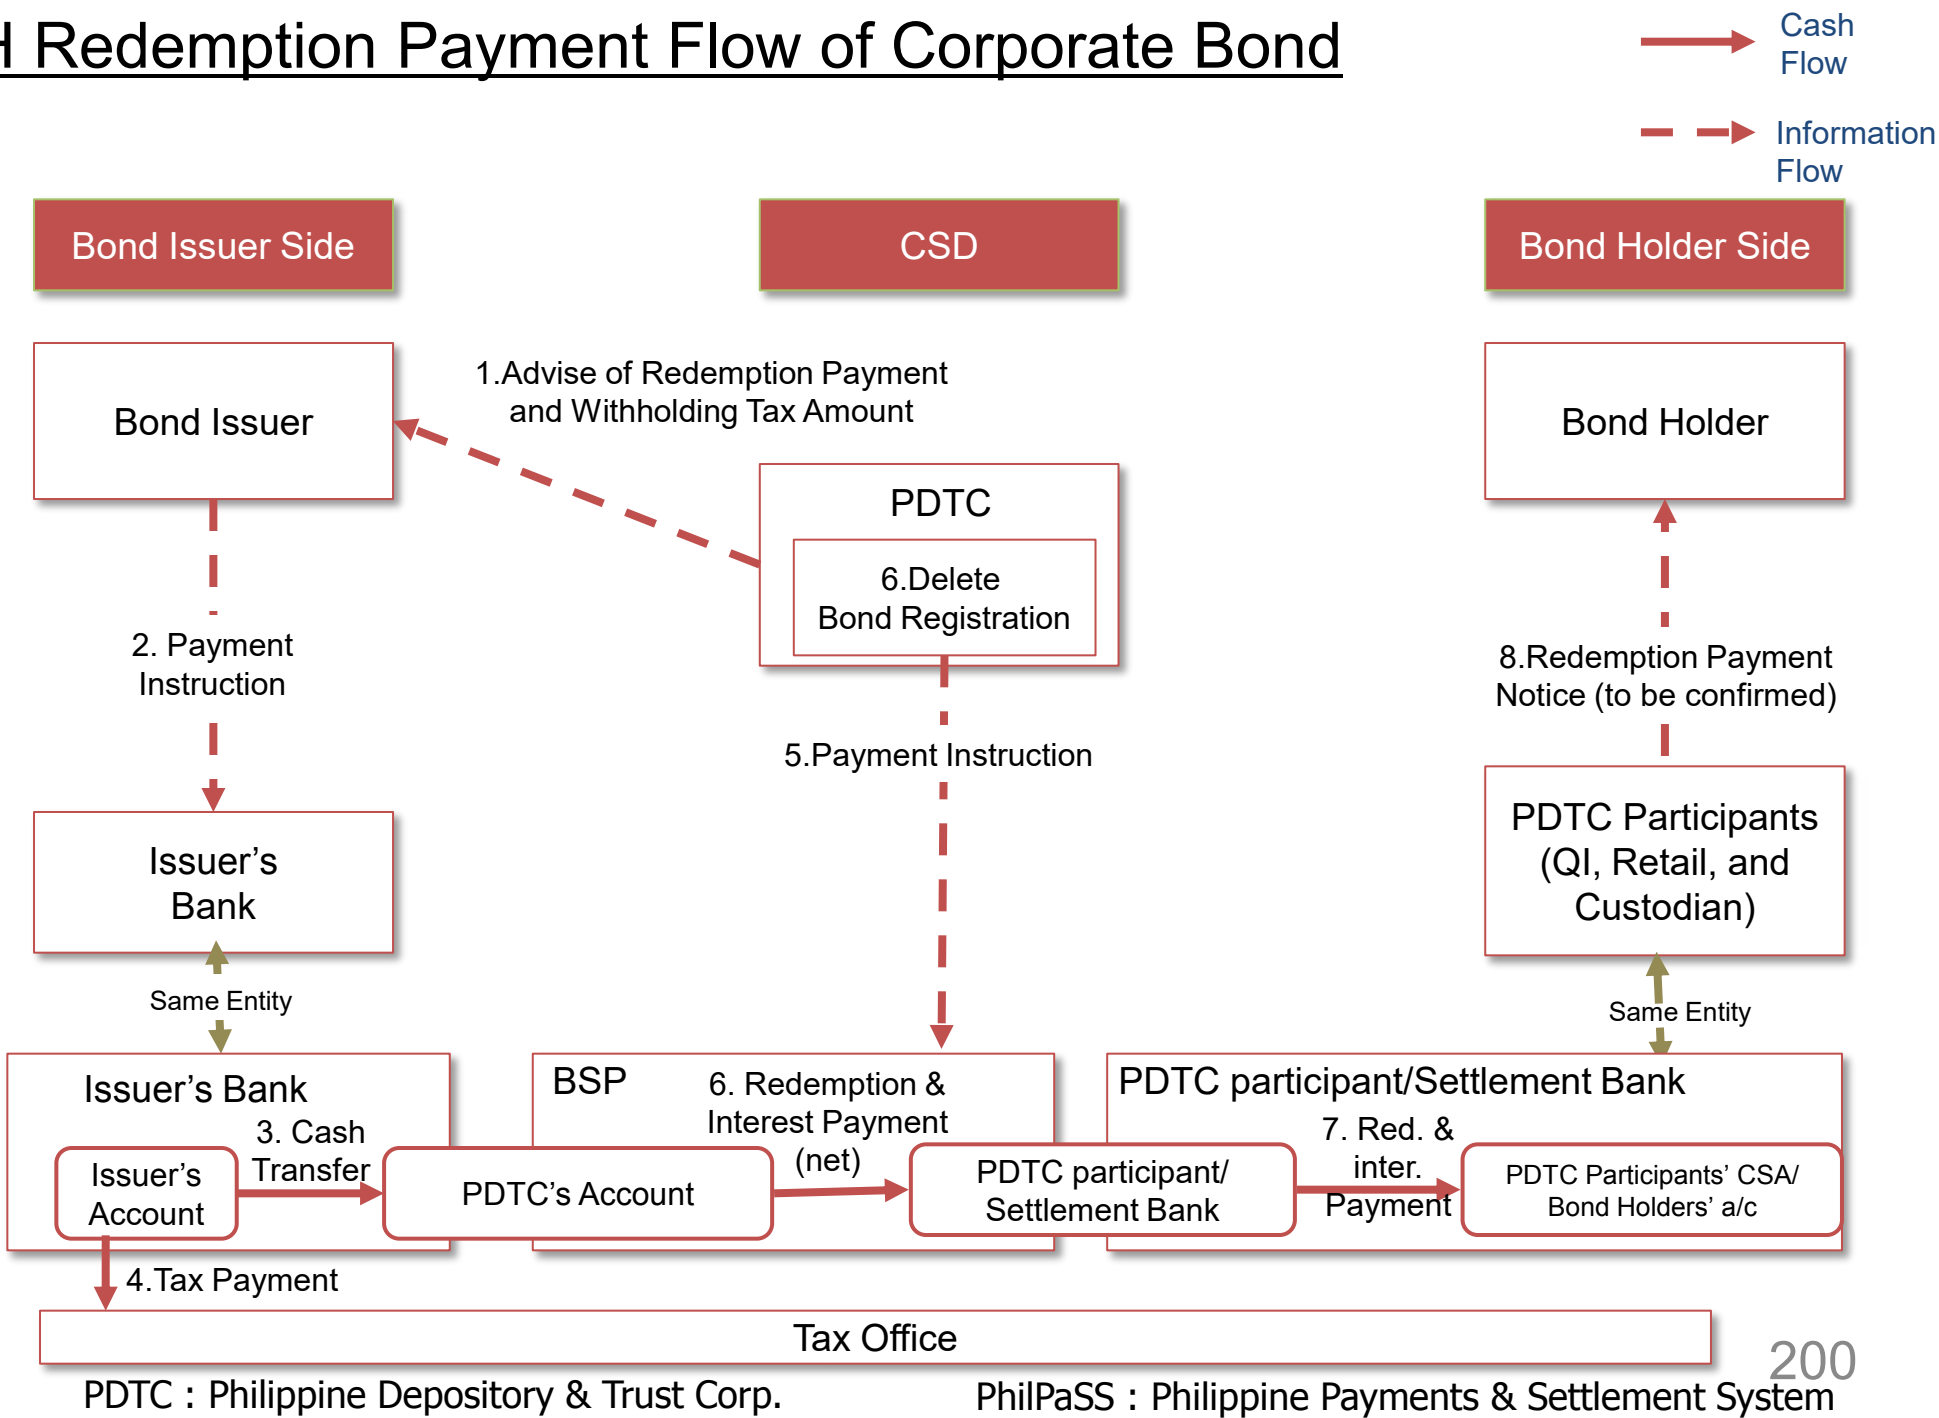 H Redemption Payment Flow of Corporate Bond
Cash
Flow
Information
Flow
Bond Issuer Side
CSD
Bond Holder Side
Bond Issuer
1.Advise of Redemption Payment
and Withholding Tax Amount
Bond Holder
PDTC
6.Delete
Bond Registration
2. Payment
Instruction
8.Redemption Payment
Notice (to be confirmed)
5.Payment Instruction
Issuer’s
Bank
PDTC Participants
(QI, Retail, and
Custodian)
Same Entity
Same Entity
Issuer’s Bank
3. Cash
Transfer
Issuer’s
Account
BSP
6. Redemption &
Interest Payment
(net)
PDTC’s Account
PDTC participant/
Settlement Bank
PDTC participant/Settlement Bank
7. Red. &
inter.
Payment
PDTC Participants’ CSA/
Bond Holders’ a/c
4.Tax Payment
Tax Office
200
PDTC : Philippine Depository & Trust Corp.
PhilPaSS : Philippine Payments & Settlement System